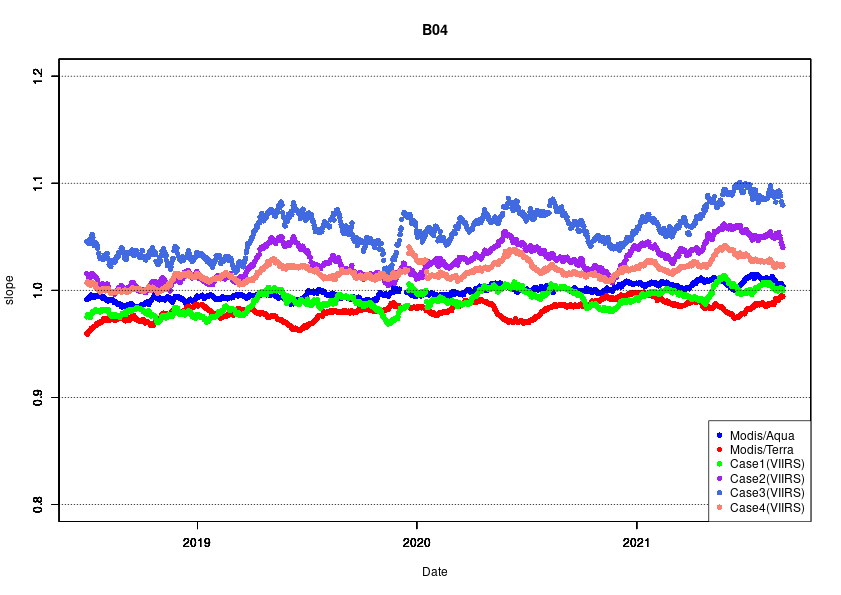 B04
slope
1.2
1.1
1.0
0.9
0.8
2019
2020
2021
Date
Modis/Aqua
Modis/Terra
Case1(VIIRS)
Case2(VIIRS)
Case3(VIIRS)
Case4(VIIRS)